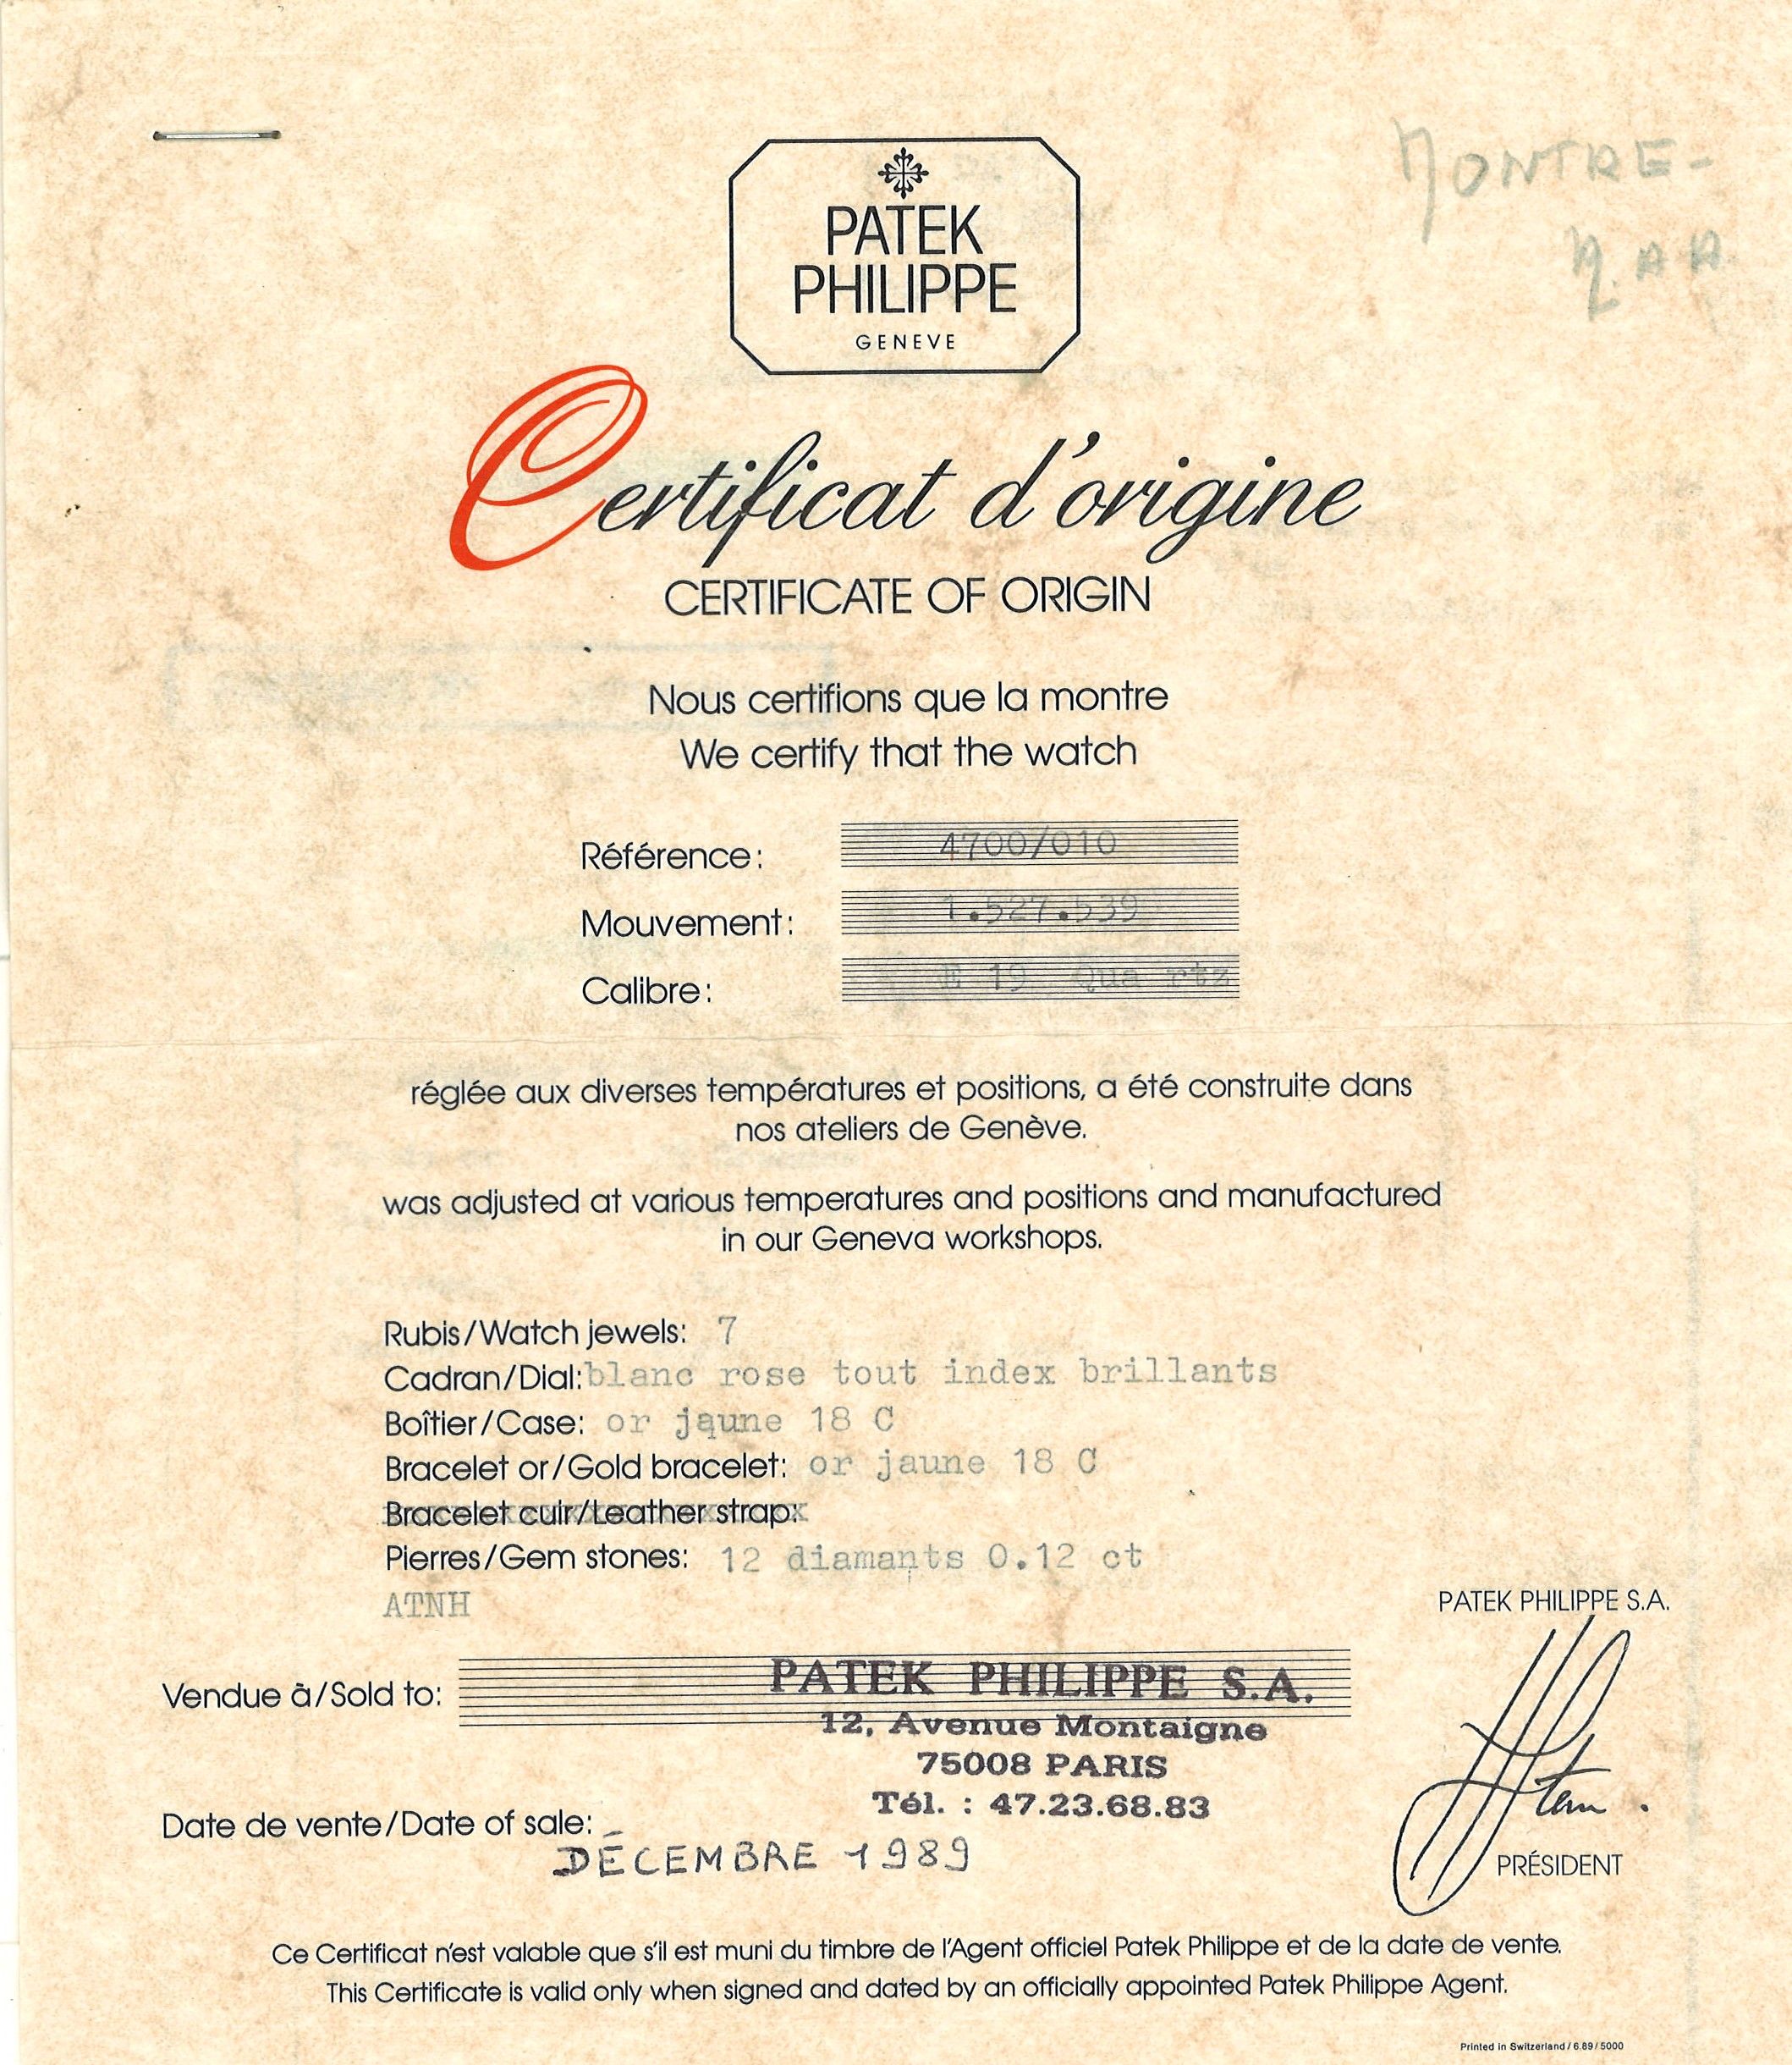 MONTRE-
PATEK
PHILIPPE
GENEVE
Certificat d'origine
CERTIFICATE OF ORIGIN
Nous certifions que la montre
We certify that the watch
Référence: 4700/010
Mouvement: 1.527.539
Calibre: E 19 Qua rtz
réglée aux diverses températures et positions, a été construite dans
nos ateliers de Genève.
was adjusted at various temperatures and positions and manufactured
in our Geneva workshops.
Rubis/Watch jewels: 7
Cadran/Dial: blanc rose tout index brillants
Boîtier/Case: or jaune 18 C
Bracelet or/Gold bracelet: or jaune 18 C
Bracelet cuir/Leather strap:
Pierres/Gem stones: 12 diamants 0.12 ct
ATNH
PATEK PHILIPPE S.A.
Vendue à/Sold to: PATEK PHILIPPE S.A.
12, Avenue Montaigne
75008 PARIS
Tél. : 47.23.68.83
Date de vente/Date of sale:
DÉCEMBRE 1989
PRÉSIDENT
Ce Certificat n'est valable que s'il est muni du timbre de l'Agent officiel Patek Philippe et de la date de vente.
This Certificate is valid only when signed and dated by an officially appointed Patek Philippe Agent.
Printed in Switzerland / 6.89 / 5000